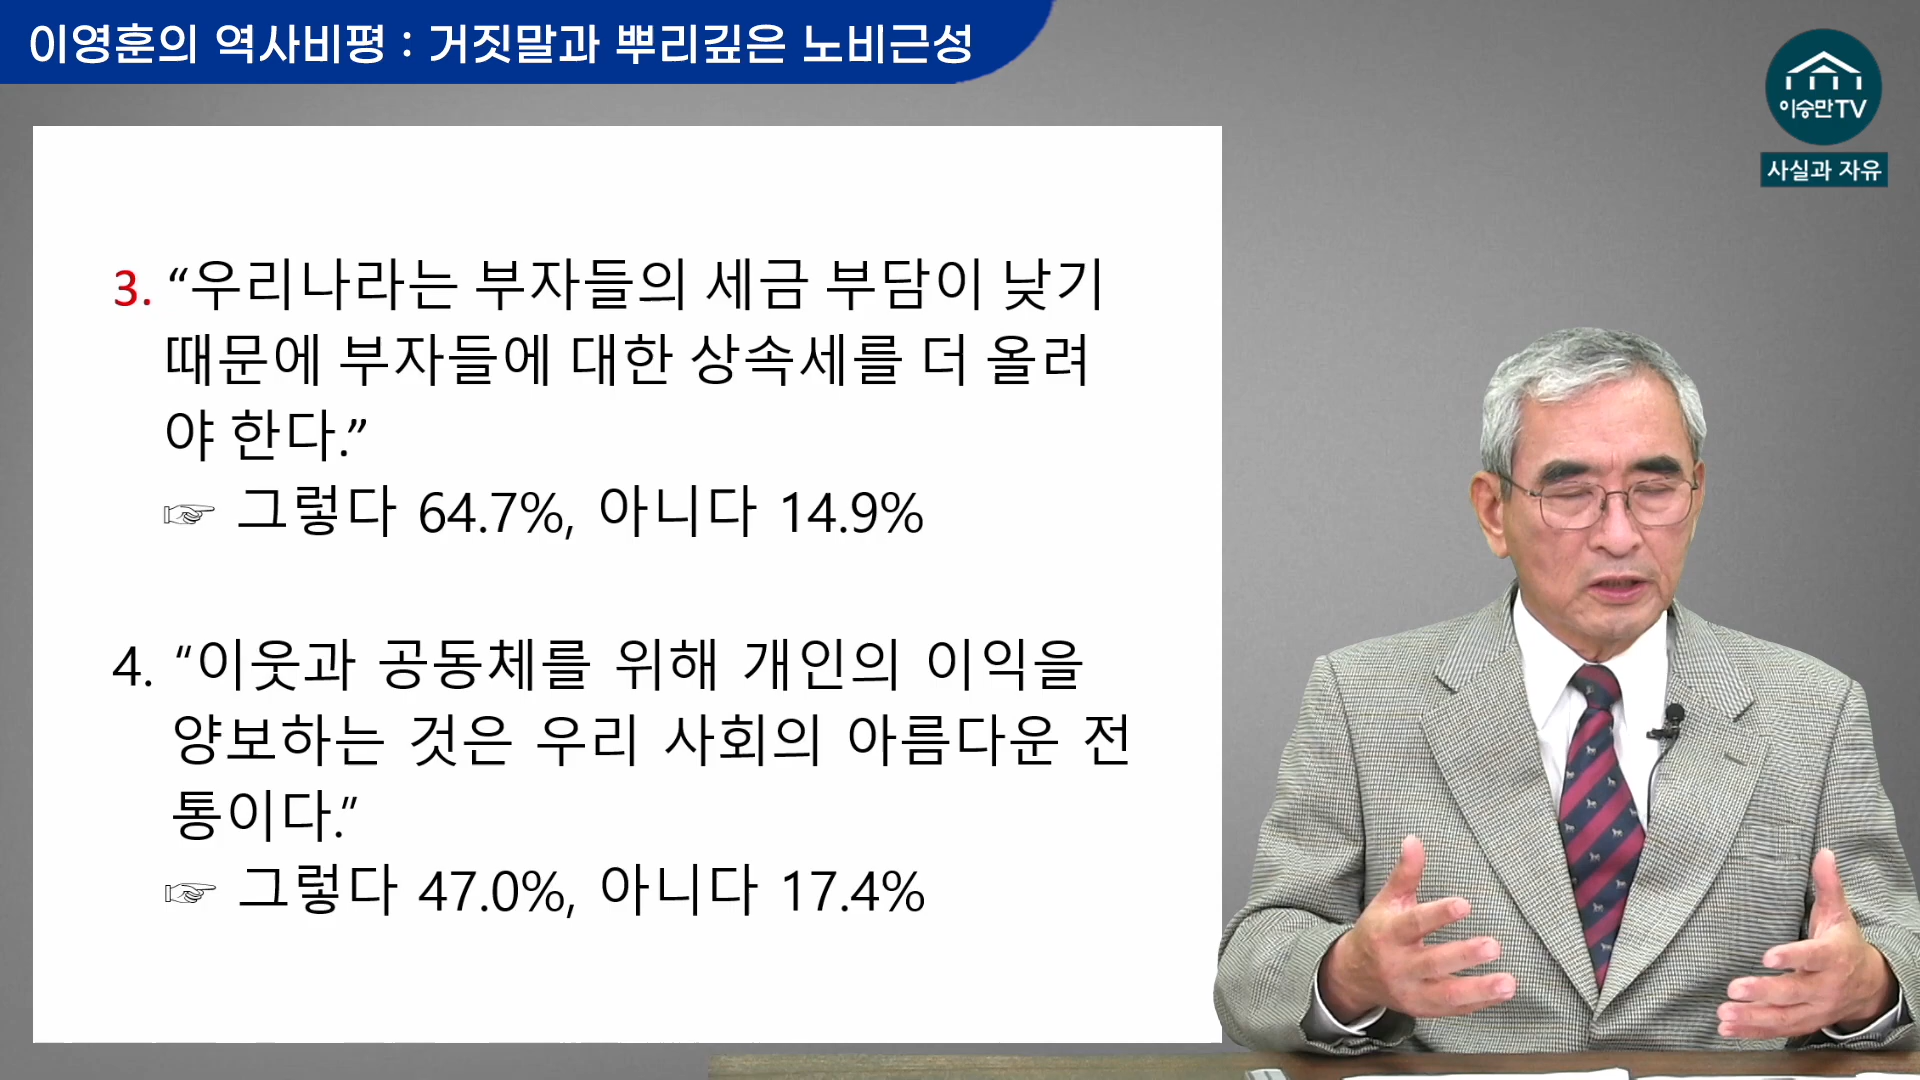 이영훈의 역사비평 : 거짓말과 뿌리깊은 노비근성
이승만TV
사실과 자유
3. “우리나라는 부자들의 세금 부담이 낮기
때문에 부자들에 대한 상속세를 더 올려
야 한다.”
☞ 그렇다 64.7%, 아니다 14.9%
4. “이웃과 공동체를 위해 개인의 이익을
양보하는 것은 우리 사회의 아름다운 전
통이다.”
☞ 그렇다 47.0%, 아니다 17.4%